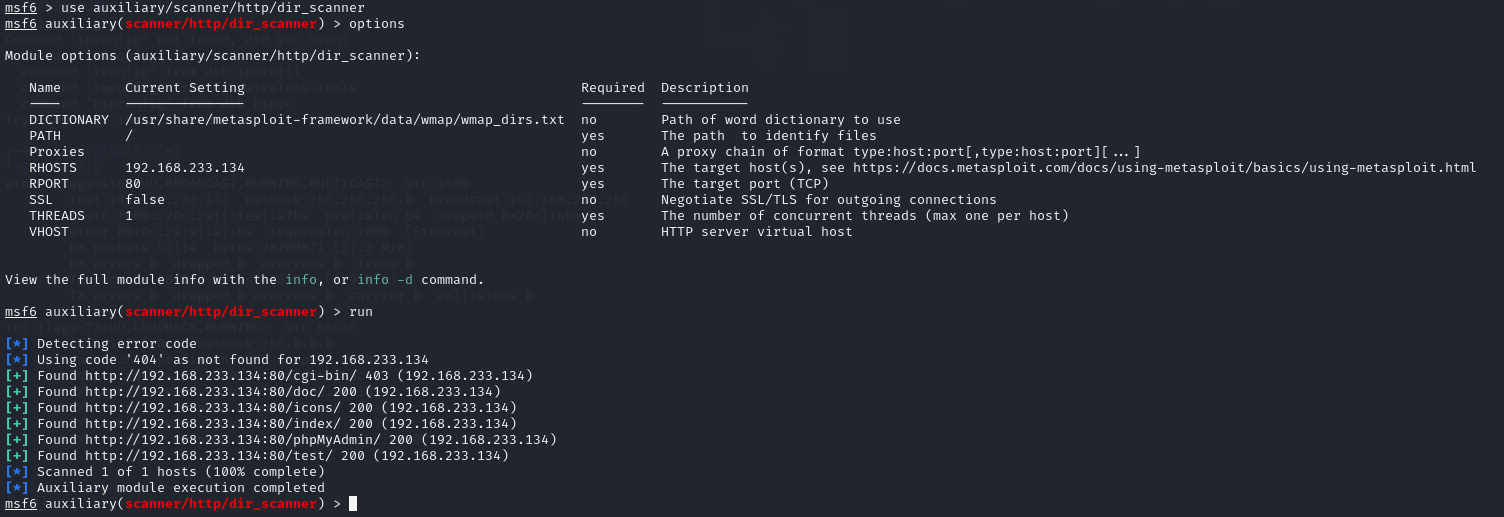 msf6 > use auxiliary/scanner/http/dir_scanner
msf6 auxiliary(scanner/http/dir_scanner) > options
Module options (auxiliary/scanner/http/dir_scanner):
Name Current Setting Required Description
DICTIONARY /usr/share/metasploit-framework/data/wmap/wmap_dirs.txt no Path of word dictionary to use
PATH / yes The path to identify files
Proxies no A proxy chain of format type:host:port[,type:host:port][...]
RHOSTS 192.168.233.134 yes The target host(s), see https://docs.metasploit.com/docs/using-metasploit/basics/using-metasploit.html
RPORT 80 yes The target port (TCP)
SSL false no Negotiate SSL/TLS for outgoing connections
THREADS 1 yes The number of concurrent threads (max one per host)
VHOST no HTTP server virtual host
View the full module info with the info, or info -d command.
msf6 auxiliary(scanner/http/dir_scanner) > run
[*] Detecting error code
[*] Using code '404' as not found for 192.168.233.134
[+] Found http://192.168.233.134:80/cgi-bin/ 403 (192.168.233.134)
[+] Found http://192.168.233.134:80/doc/ 200 (192.168.233.134)
[+] Found http://192.168.233.134:80/icons/ 200 (192.168.233.134)
[+] Found http://192.168.233.134:80/index/ 200 (192.168.233.134)
[+] Found http://192.168.233.134:80/phpMyAdmin/ 200 (192.168.233.134)
[+] Found http://192.168.233.134:80/test/ 200 (192.168.233.134)
[*] Scanned 1 of 1 hosts (100% complete)
[*] Auxiliary module execution completed
msf6 auxiliary(scanner/http/dir_scanner) >